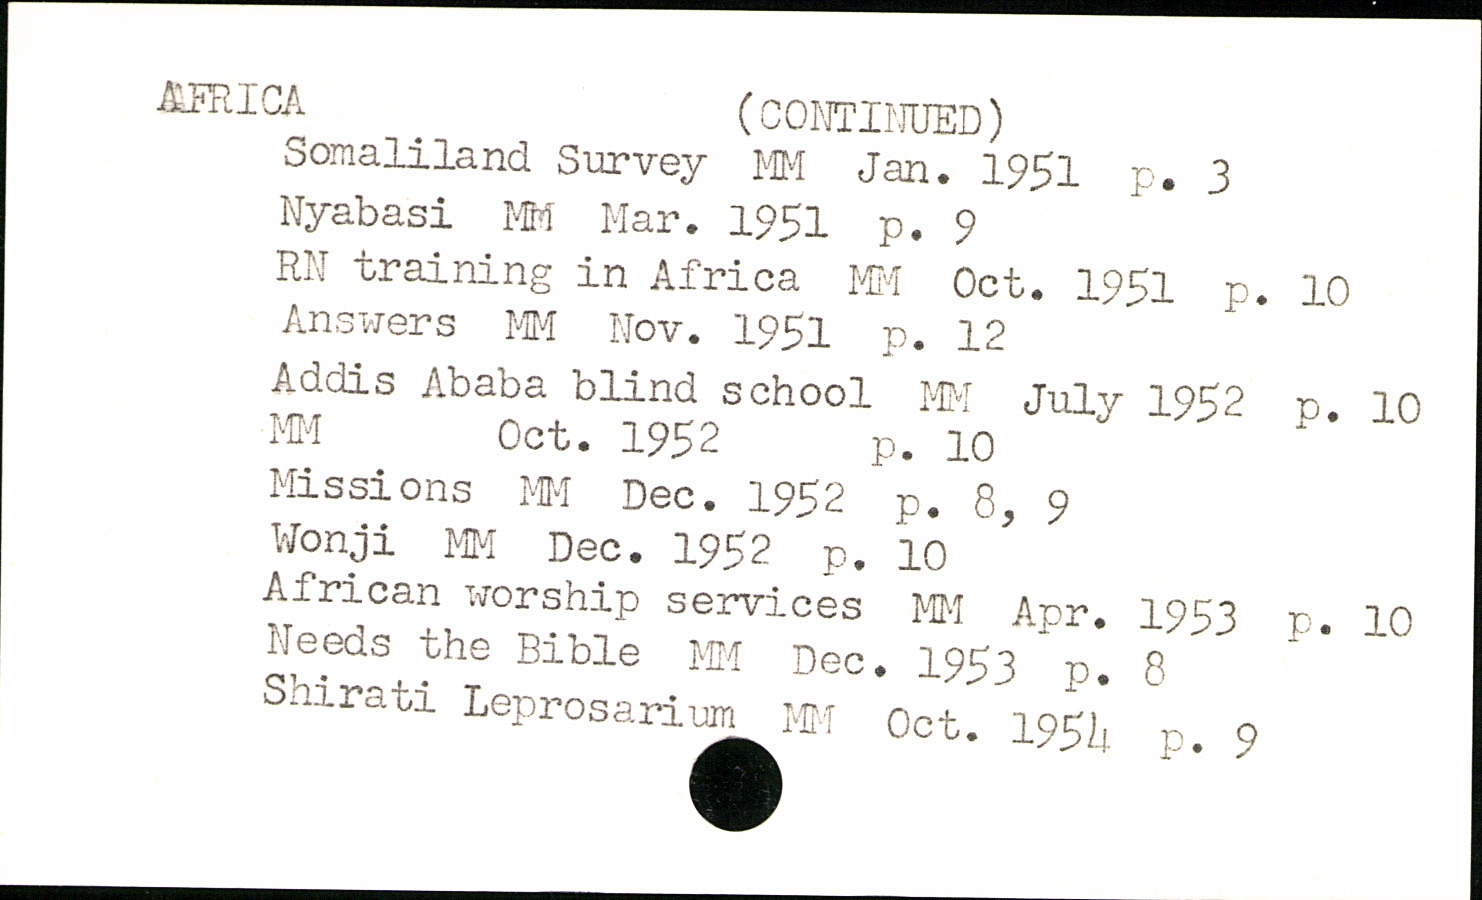 AFRICA (CONTINUED)
Somaliland Survey MM Jan. 1951 p. 3
Nyabasi MM Mar. 1951 p. 9
RN training in Africa MM Oct. 1951 p. 10
Answers MM Nov. 1951 p. 12
Addis Ababa blind school MM July 1952 p. 10
MM Oct. 1952 p. 10
Missions MM Dec. 1952 p. 8, 9
Wonji MM Dec. 1952 p. 10
African worship services MM Apr. 1953 p. 10
Needs the Bible MM Dec. 1953 p. 8
Shirati Leprosarium MM Oct. 1954 p. 9